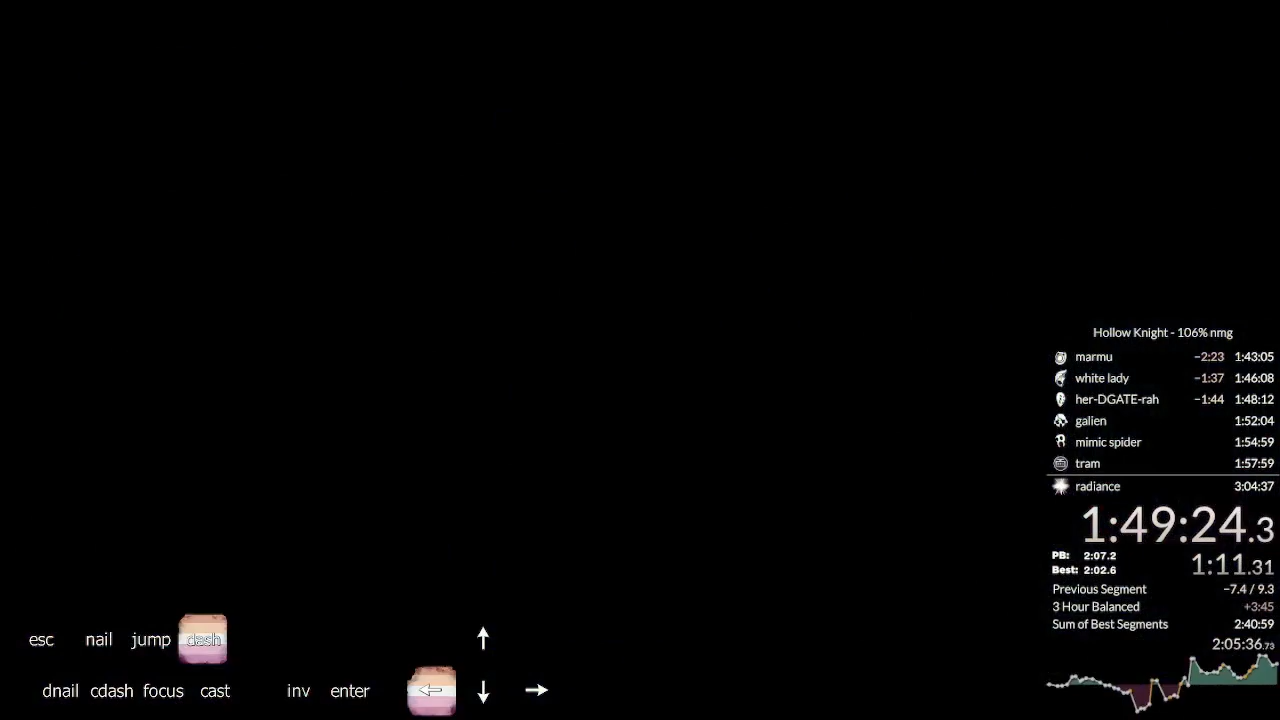 Hollow Knight - 106% nmg
marmu −2:23 1:43:05
white lady −1:37 1:46:08
her-DGATE-rah −1:44 1:48:12
galien 1:52:04
mimic spider 1:54:59
tram 1:57:59
radiance 3:04:37
1:49:24.3
PB: 2:07.2
1:11.31
Best: 2:02.6
Previous Segment −7.4 / 9.3
3 Hour Balanced +3:45
Sum of Best Segments 2:40:59
2:05:36.73
esc nail jump dash
dnail cdash focus cast inv enter